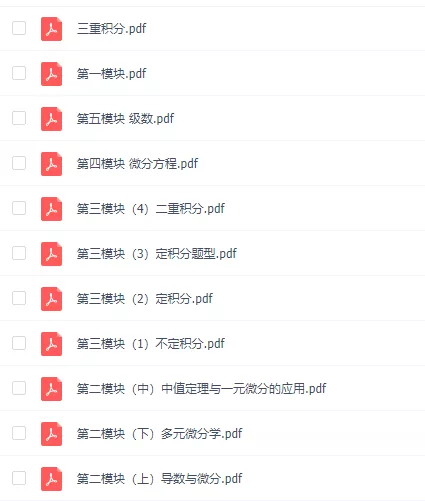 三重积分.pdf
第一模块.pdf
第五模块 级数.pdf
第四模块 微分方程.pdf
第三模块（4）二重积分.pdf
第三模块（3）定积分题型.pdf
第三模块（2）定积分.pdf
第三模块（1）不定积分.pdf
第二模块（中）中值定理与一元微分的应用.pdf
第二模块（下）多元微分学.pdf
第二模块（上）导数与微分.pdf